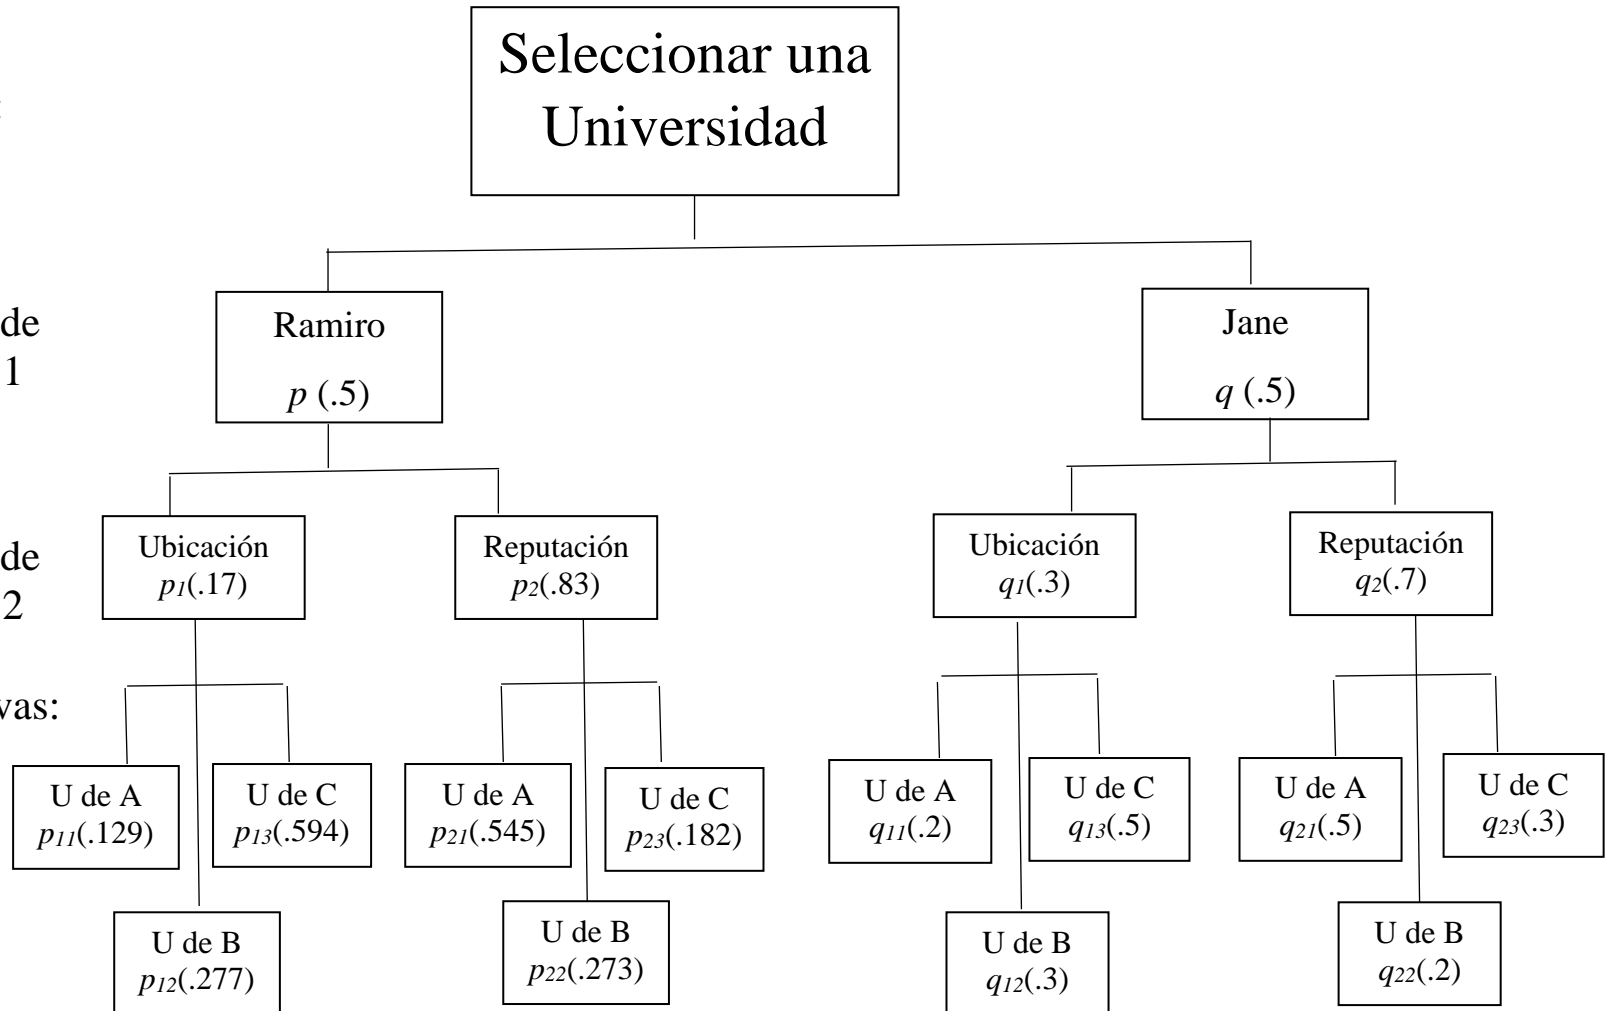 Seleccionar una
Universidad
:
de
1
Ramiro
p (.5)
Jane
q (.5)
de
2
Ubicación
p1(.17)
Reputación
p2(.83)
Ubicación
q1(.3)
Reputación
q2(.7)
vas:
U de A
p11(.129)
U de C
p13(.594)
U de A
p21(.545)
U de C
p23(.182)
U de A
q11(.2)
U de C
q13(.5)
U de A
q21(.5)
U de C
q23(.3)
U de B
p12(.277)
U de B
p22(.273)
U de B
q12(.3)
U de B
q22(.2)